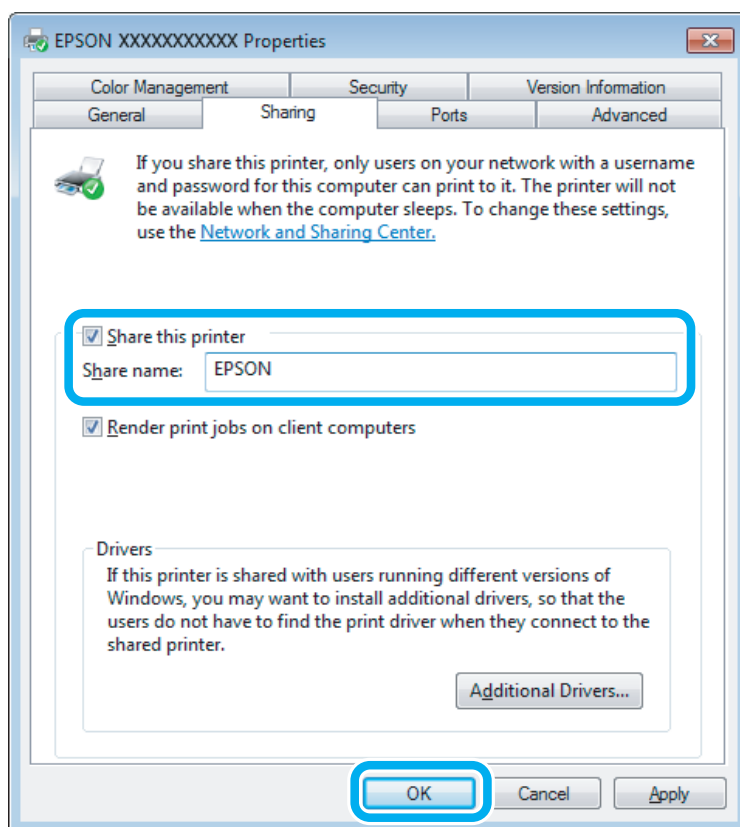 EPSON XXXXXXXXXXX Properties
Color Management Security Version Information
General Sharing Ports Advanced
If you share this printer, only users on your network with a username
and password for this computer can print to it. The printer will not
be available when the computer sleeps. To change these settings,
use the Network and Sharing Center.
Share this printer
Share name: EPSON
Render print jobs on client computers
Drivers
If this printer is shared with users running different versions of
Windows, you may want to install additional drivers, so that the
users do not have to find the print driver when they connect to the
shared printer.
Additional Drivers...
OK Cancel Apply